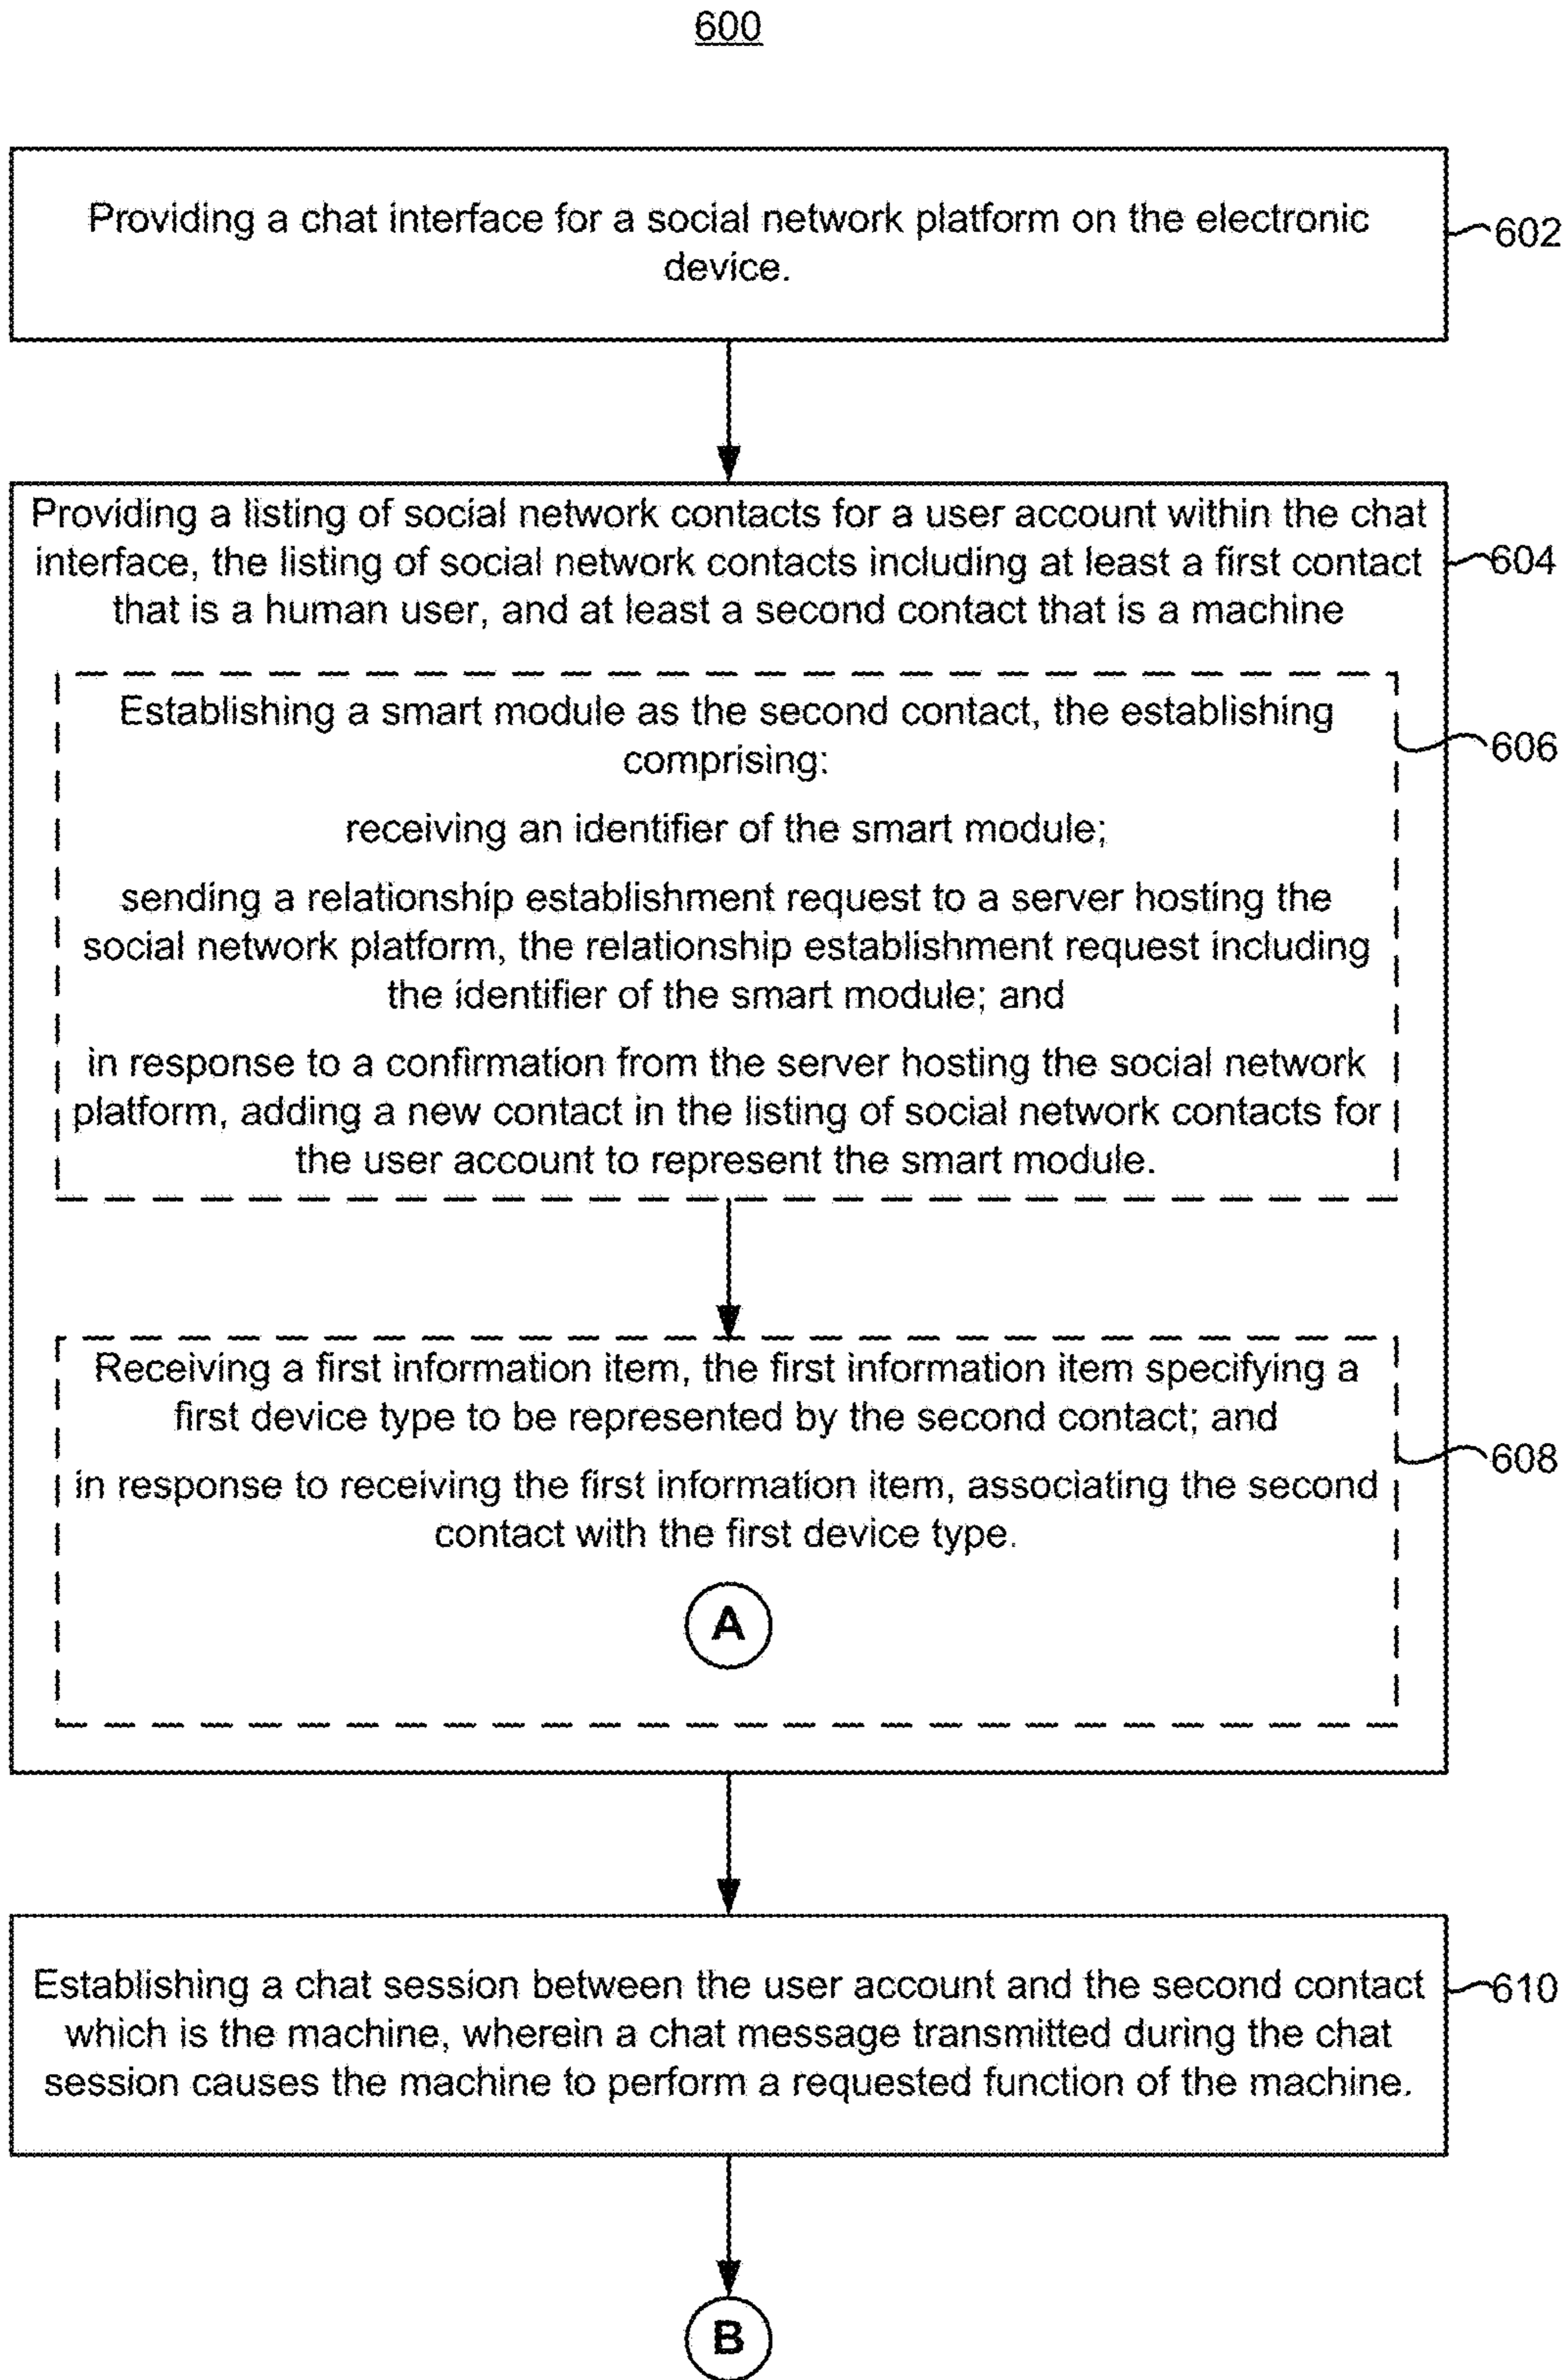 600
Providing a chat interface for a social network platform on the electronic
device.
602
Providing a listing of social network contacts for a user account within the chat
interface, the listing of social network contacts including at least a first contact
that is a human user, and at least a second contact that is a machine
604
Establishing a smart module as the second contact, the establishing
comprising:
606
receiving an identifier of the smart module;
sending a relationship establishment request to a server hosting the
social network platform, the relationship establishment request including
the identifier of the smart module; and
in response to a confirmation from the server hosting the social network
platform, adding a new contact in the listing of social network contacts for
the user account to represent the smart module.
Receiving a first information item, the first information item specifying a
first device type to be represented by the second contact; and
608
in response to receiving the first information item, associating the second
contact with the first device type.
A
Establishing a chat session between the user account and the second contact
which is the machine, wherein a chat message transmitted during the chat
session causes the machine to perform a requested function of the machine.
610
B